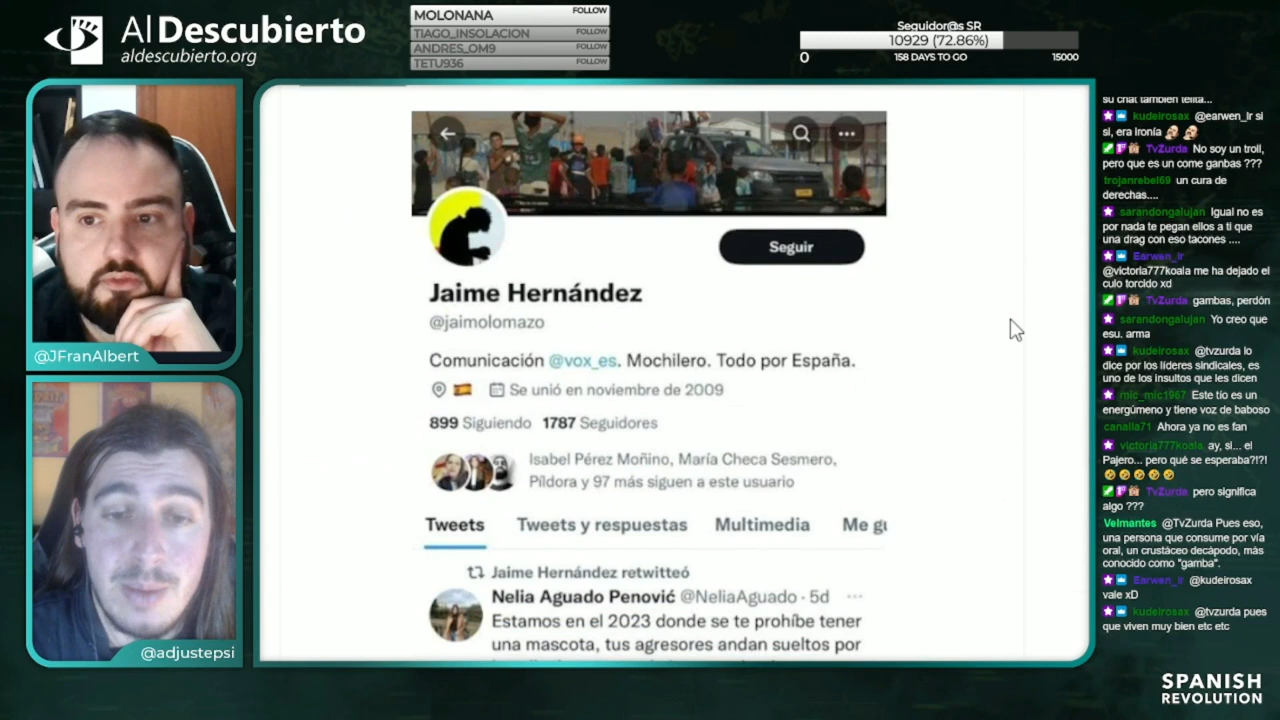 Al Descubierto
aldescubierto.org
MOLONANA FOLLOW
TIAGO_INSOLACION FOLLOW
ANDRES_OM9 FOLLOW
TETU936 FOLLOW
Seguidor@s SR
10929 (72.86%)
0 158 DAYS TO GO 15000
@JFranAlbert
@adjustepsi
Seguir
Jaime Hernández
@jaimolomazo
Comunicación @vox_es. Mochilero. Todo por España.
Se unió en noviembre de 2009
899 Siguiendo 1787 Seguidores
Isabel Pérez Moñino, María Checa Sesmero,
Píldora y 97 más siguen a este usuario
Tweets Tweets y respuestas Multimedia Me gu
Jaime Hernández retwitteó
Nelia Aguado Penović @NeliaAguado · 5d
Estamos en el 2023 donde se te prohíbe tener
una mascota, tus agresores andan sueltos por
su chat también telita...
kudeirosax @earwen_ir si
si, era ironía
TvZurda No soy un troll,
pero que es un come ganbas ???
trojanrebel69 un cura de
derechas....
sarandongalujan Igual no es
por nada te pegan ellos a ti que
una drag con eso tacones ....
Earwen_ir
@victoria777koala me ha dejado el
culo torcido xd
TvZurda gambas, perdón
sarandongalujan Yo creo que
esu. arma
kudeirosax @tvzurda lo
dice por los líderes sindicales, es
uno de los insultos que les dicen
mic_mic1967 Este tío es un
energúmeno y tiene voz de baboso
canalla71 Ahora ya no es fan
victoria777koala ay, si... el
Pajero... pero qué se esperaba?!?!
TvZurda pero significa
algo ???
Velmantes @TvZurda Pues eso,
una persona que consume por vía
oral, un crustáceo decápodo, más
conocido como "gamba".
Earwen_ir @kudeirosax
vale xD
kudeirosax @tvzurda pues
que viven muy bien etc etc
SPANISH
REVOLUTION